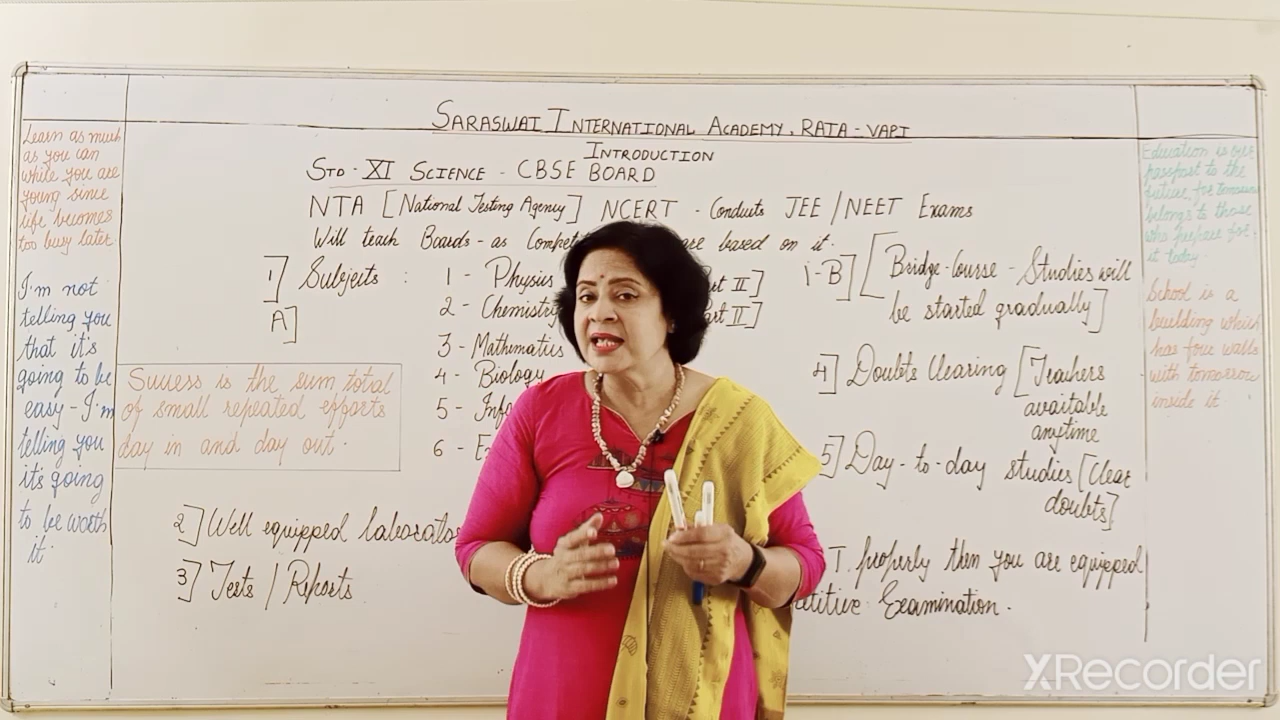 SARASWAT INTERNATIONAL ACADEMY, RATA - VAPI
INTRODUCTION
STD - XI SCIENCE - CBSE BOARD
NTA [National Testing Agency] NCERT - Conducts JEE / NEET Exams
Will teach Boards - as are based on it.
1] Subjects :
A]
1 - Physics II]
2 - Chemistry II]
3 - Mathematics
4 - Biology
5 -
6 -
2] Well equipped
3] Tests / Reports
1-B] [Bridge-Course - Studies will
be started gradually]
4] Doubts Clearing [Teachers
available
anytime
5] Day-to-day studies [Clear
doubts]
T. properly then you are equipped
Examination.
Learn as much
as you can
while you are
young since
life becomes
too busy later.
I'm not
telling you
that it's
going to be
easy - I'm
telling you
it's going
to be worth
it.
Success is the sum total
of small repeated efforts
day in and day out.
Education is our
passport to the
future, for tomorrow
belongs to those
who prepare for
it today.
School is a
building which
has four walls
with tomorrow
inside it.
XRecorder